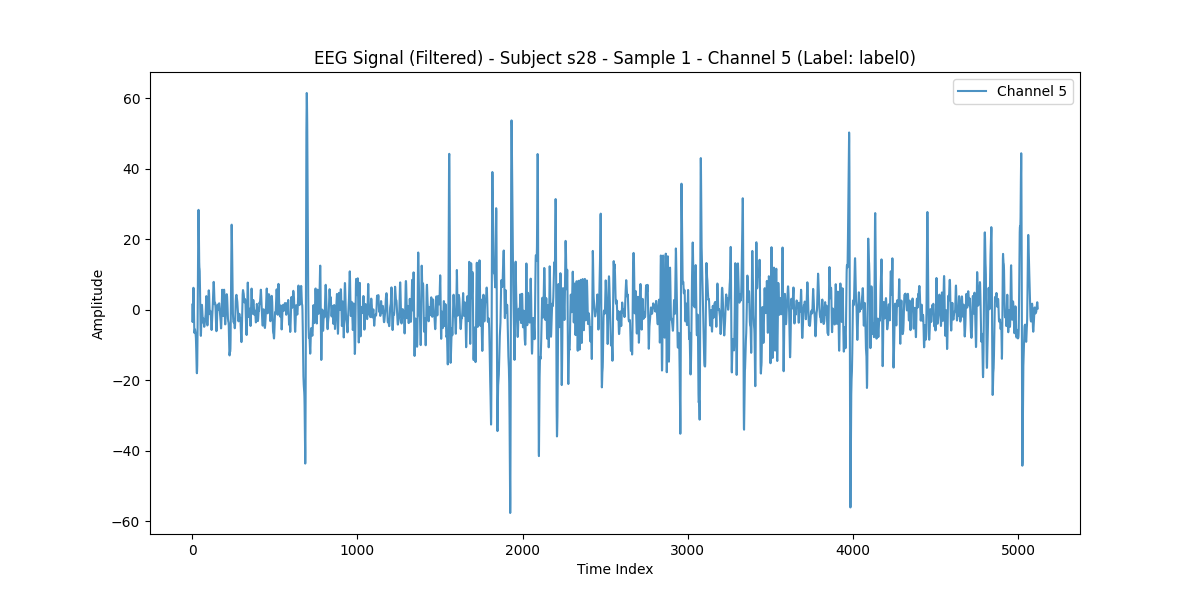 EEG Signal (Filtered) - Subject s28 - Sample 1 - Channel 5 (Label: label0)
Channel 5
60
40
20
0
−20
−40
−60
Amplitude
0 1000 2000 3000 4000 5000
Time Index